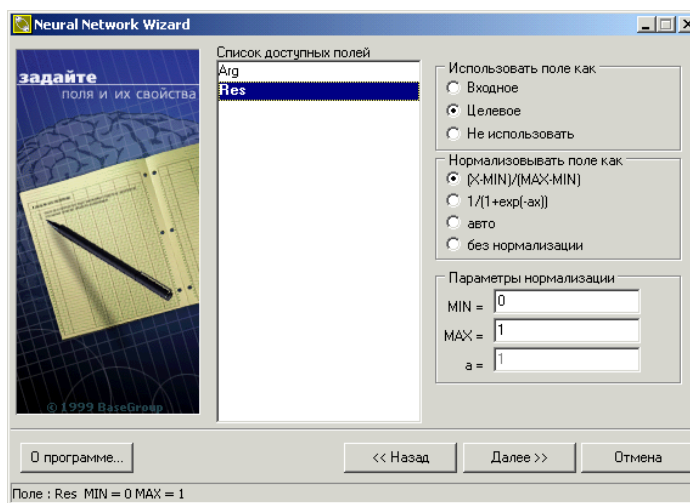 Neural Network Wizard
задайте
поля и их свойства
© 1999 BaseGroup
Список доступных полей
Arg
Res
Использовать поле как
Входное
Целевое
Не использовать
Нормализовывать поле как
(X-MIN)/(MAX-MIN)
1/(1+exp(-ax))
авто
без нормализации
Параметры нормализации
MIN = 0
MAX = 1
a = 1
О программе...
<< Назад
Далее >>
Отмена
Поле : Res MIN = 0 MAX = 1